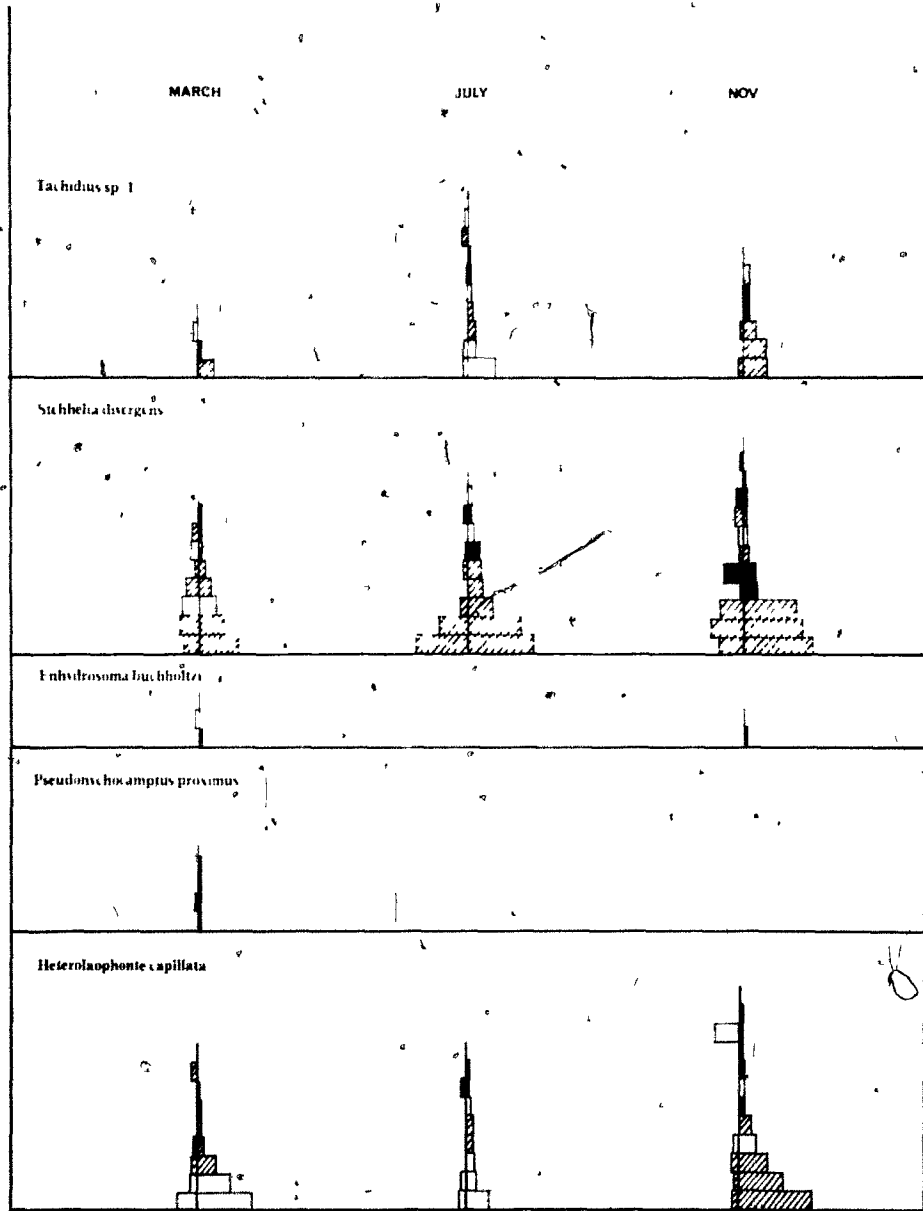 MARCH JULY NOV
Tachidius sp. 1
Stenhelia divergens
Enhydrosoma buchholtzi
Pseudonychocamptus proximus
Heterolaophonte capillata